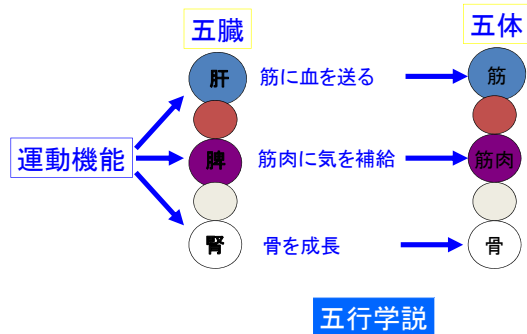 五臓
五体
肝
筋に血を送る
筋
運動機能
脾
筋肉に気を補給
筋肉
腎
骨を成長
骨
五行学説